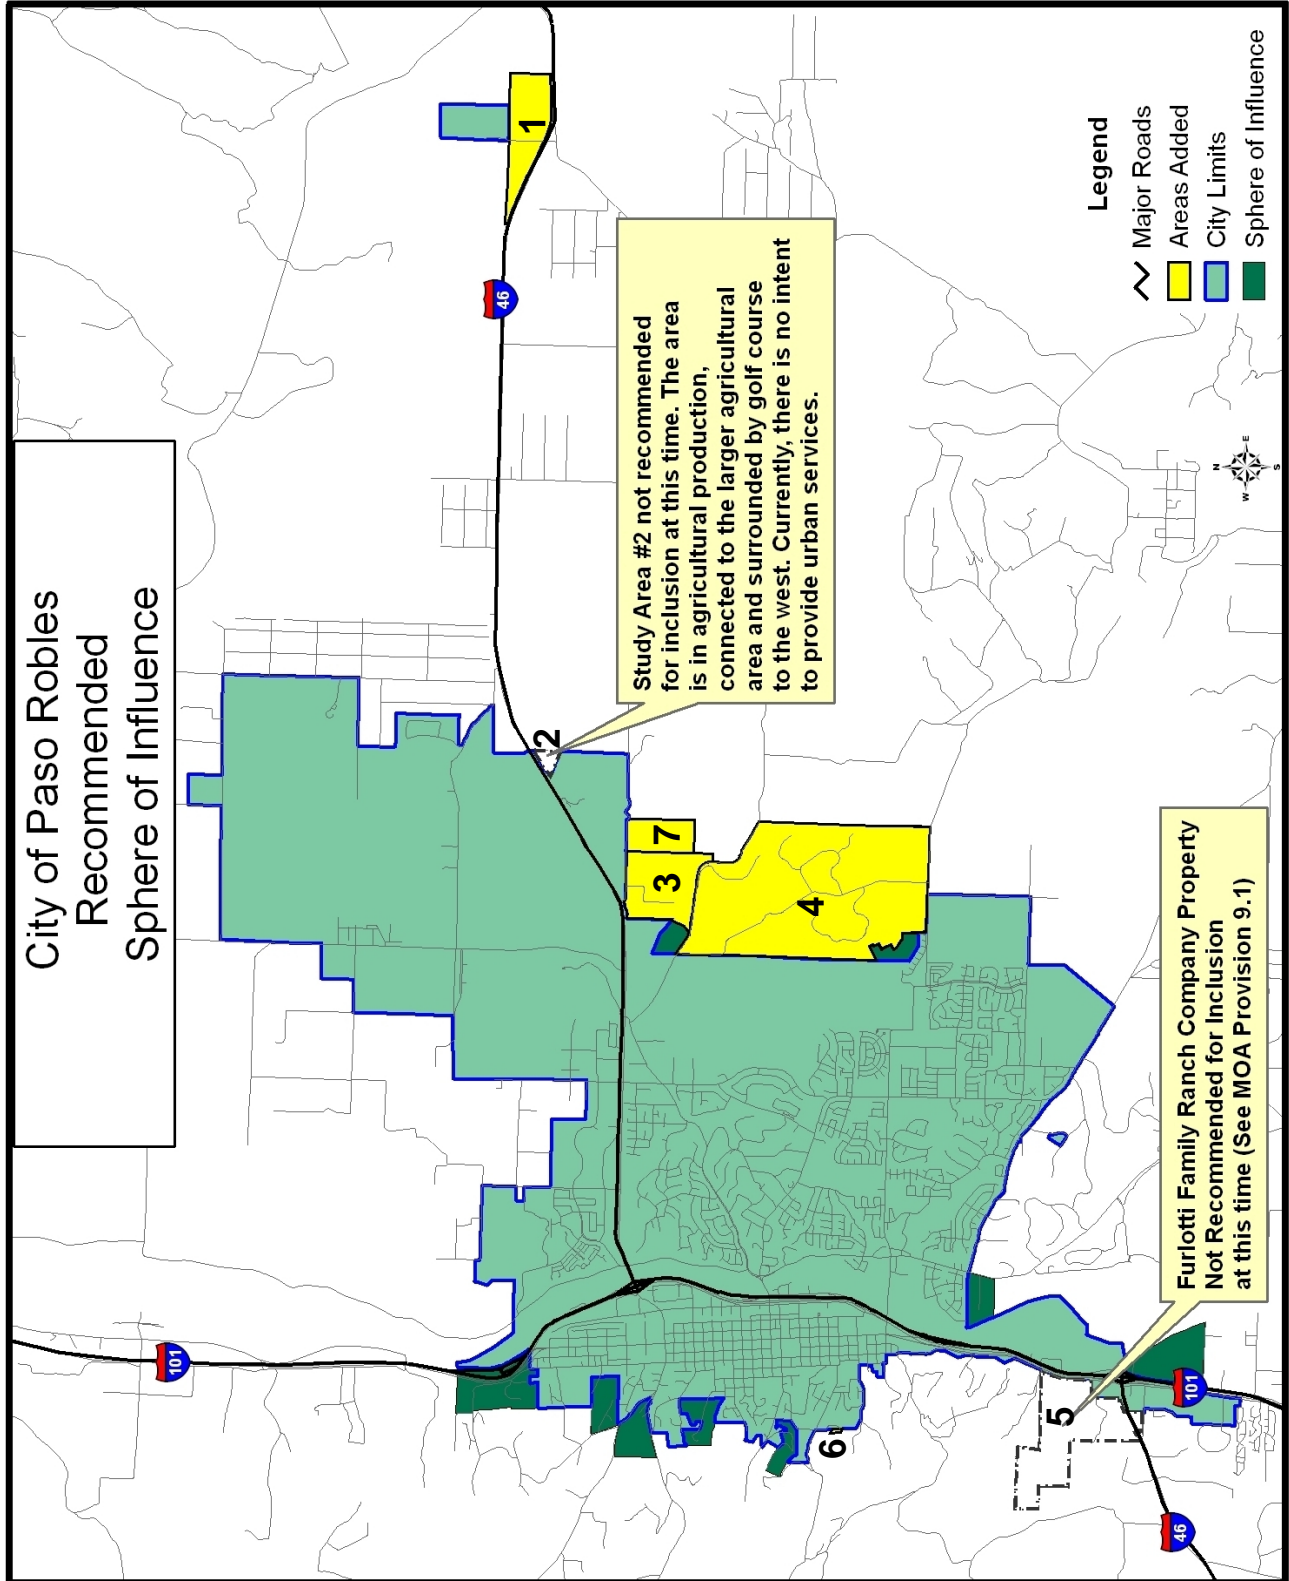 City of Paso Robles
Recommended
Sphere of Influence
1
46
Study Area #2 not recommended
for inclusion at this time. The area
is in agricultural production,
connected to the larger agricultural
area and surrounded by golf course
to the west. Currently, there is no intent
to provide urban services.
2
7
3
4
101
6
5
101
46
Furlotti Family Ranch Company Property
Not Recommended for Inclusion
at this time (See MOA Provision 9.1)
N
W
E
S
Legend
Major Roads
Areas Added
City Limits
Sphere of Influence